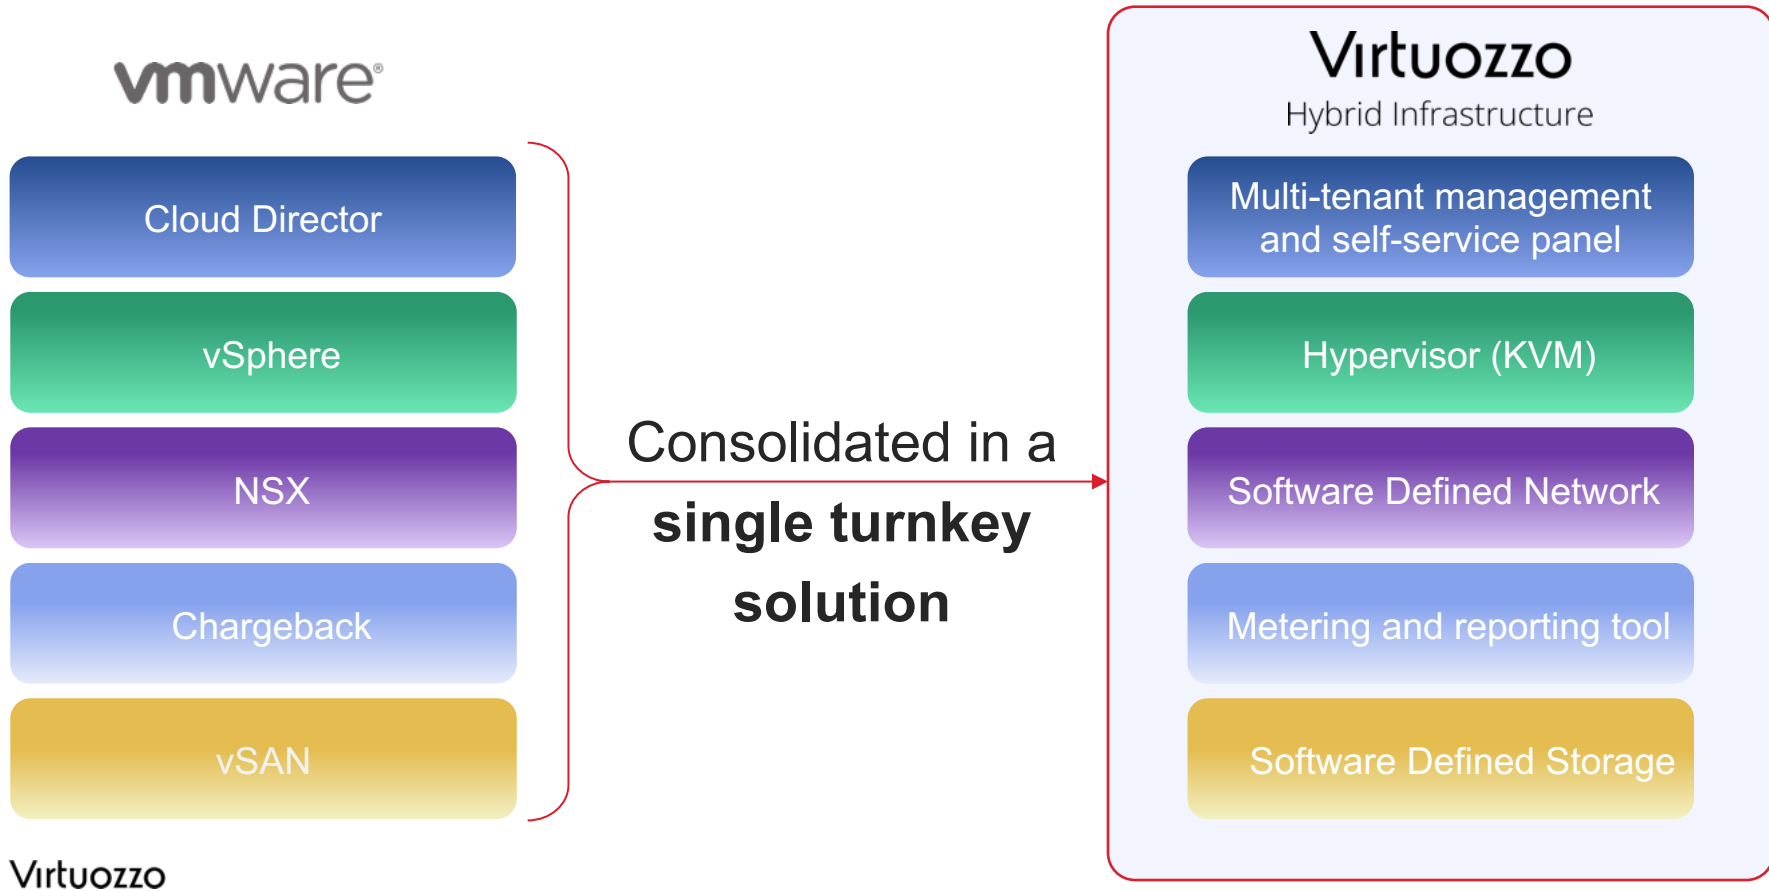 vmware®
Cloud Director
vSphere
NSX
Chargeback
vSAN
Consolidated in a
single turnkey
solution
Virtuozzo
Hybrid Infrastructure
Multi-tenant management
and self-service panel
Hypervisor (KVM)
Software Defined Network
Metering and reporting tool
Software Defined Storage
Virtuozzo